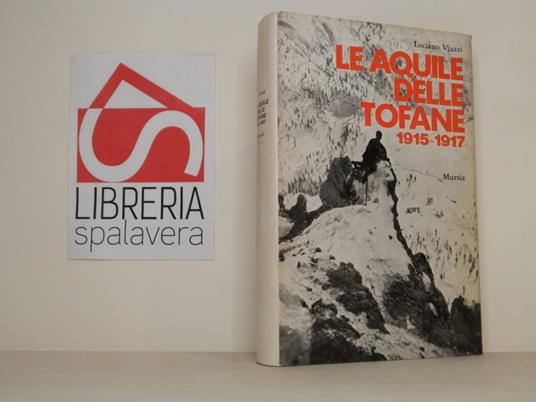 LIBRERIA
spalavera
Luciano Viazzi
LE AQUILE
DELLE
TOFANE
1915-1917
Mursia